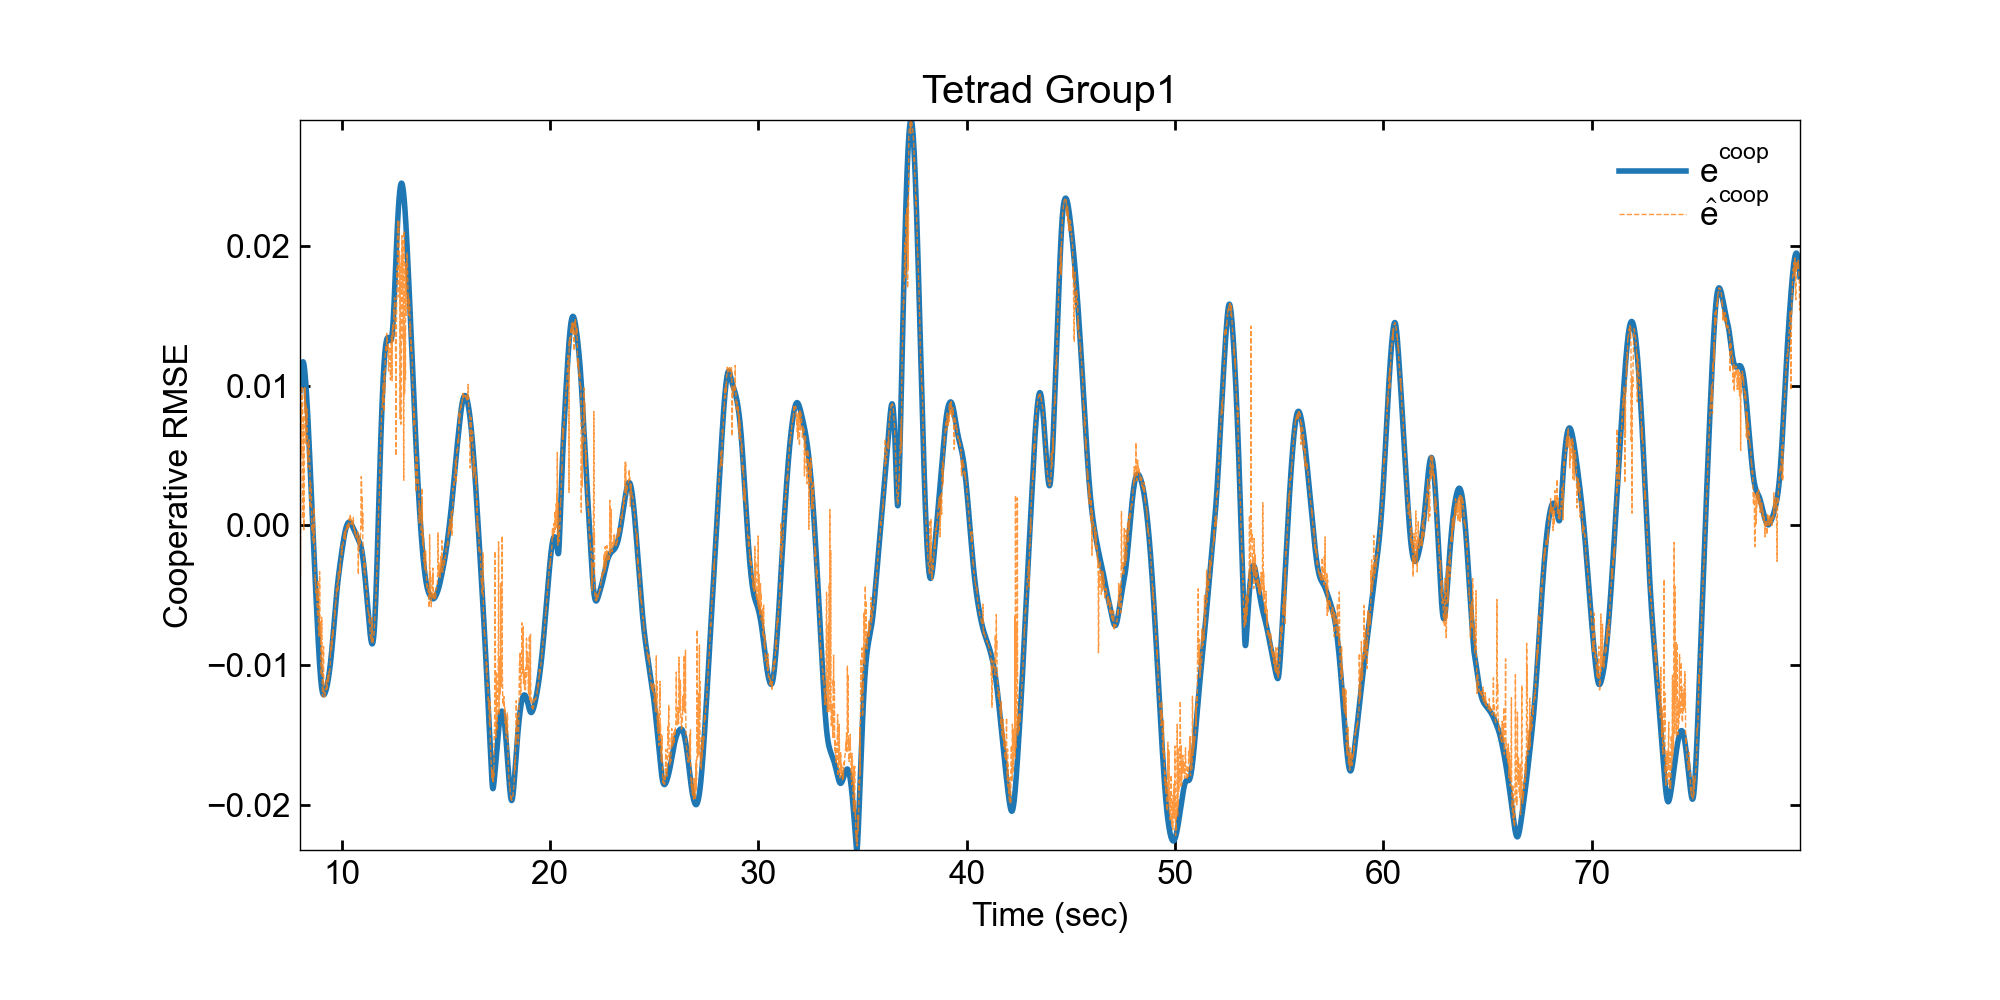 Tetrad Group1
e^coop
ê^coop
Cooperative RMSE
0.02
0.01
0.00
−0.01
−0.02
10 20 30 40 50 60 70
Time (sec)